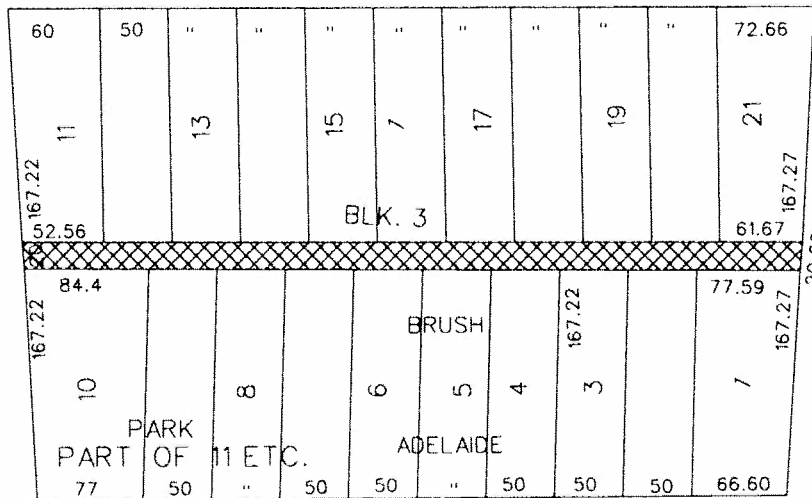 60 50 " " " " " " " " 72.66
11 13 15 7 17 19 21
167.22 167.27
BLK. 3
52.56 61.67
84.4 77.59
167.22 BRUSH 167.22 167.27
10 8 6 5 4 3 1
PARK ADELAIDE
PART OF 11 ETC.
77 50 " 50 50 " 50 50 50 66.60